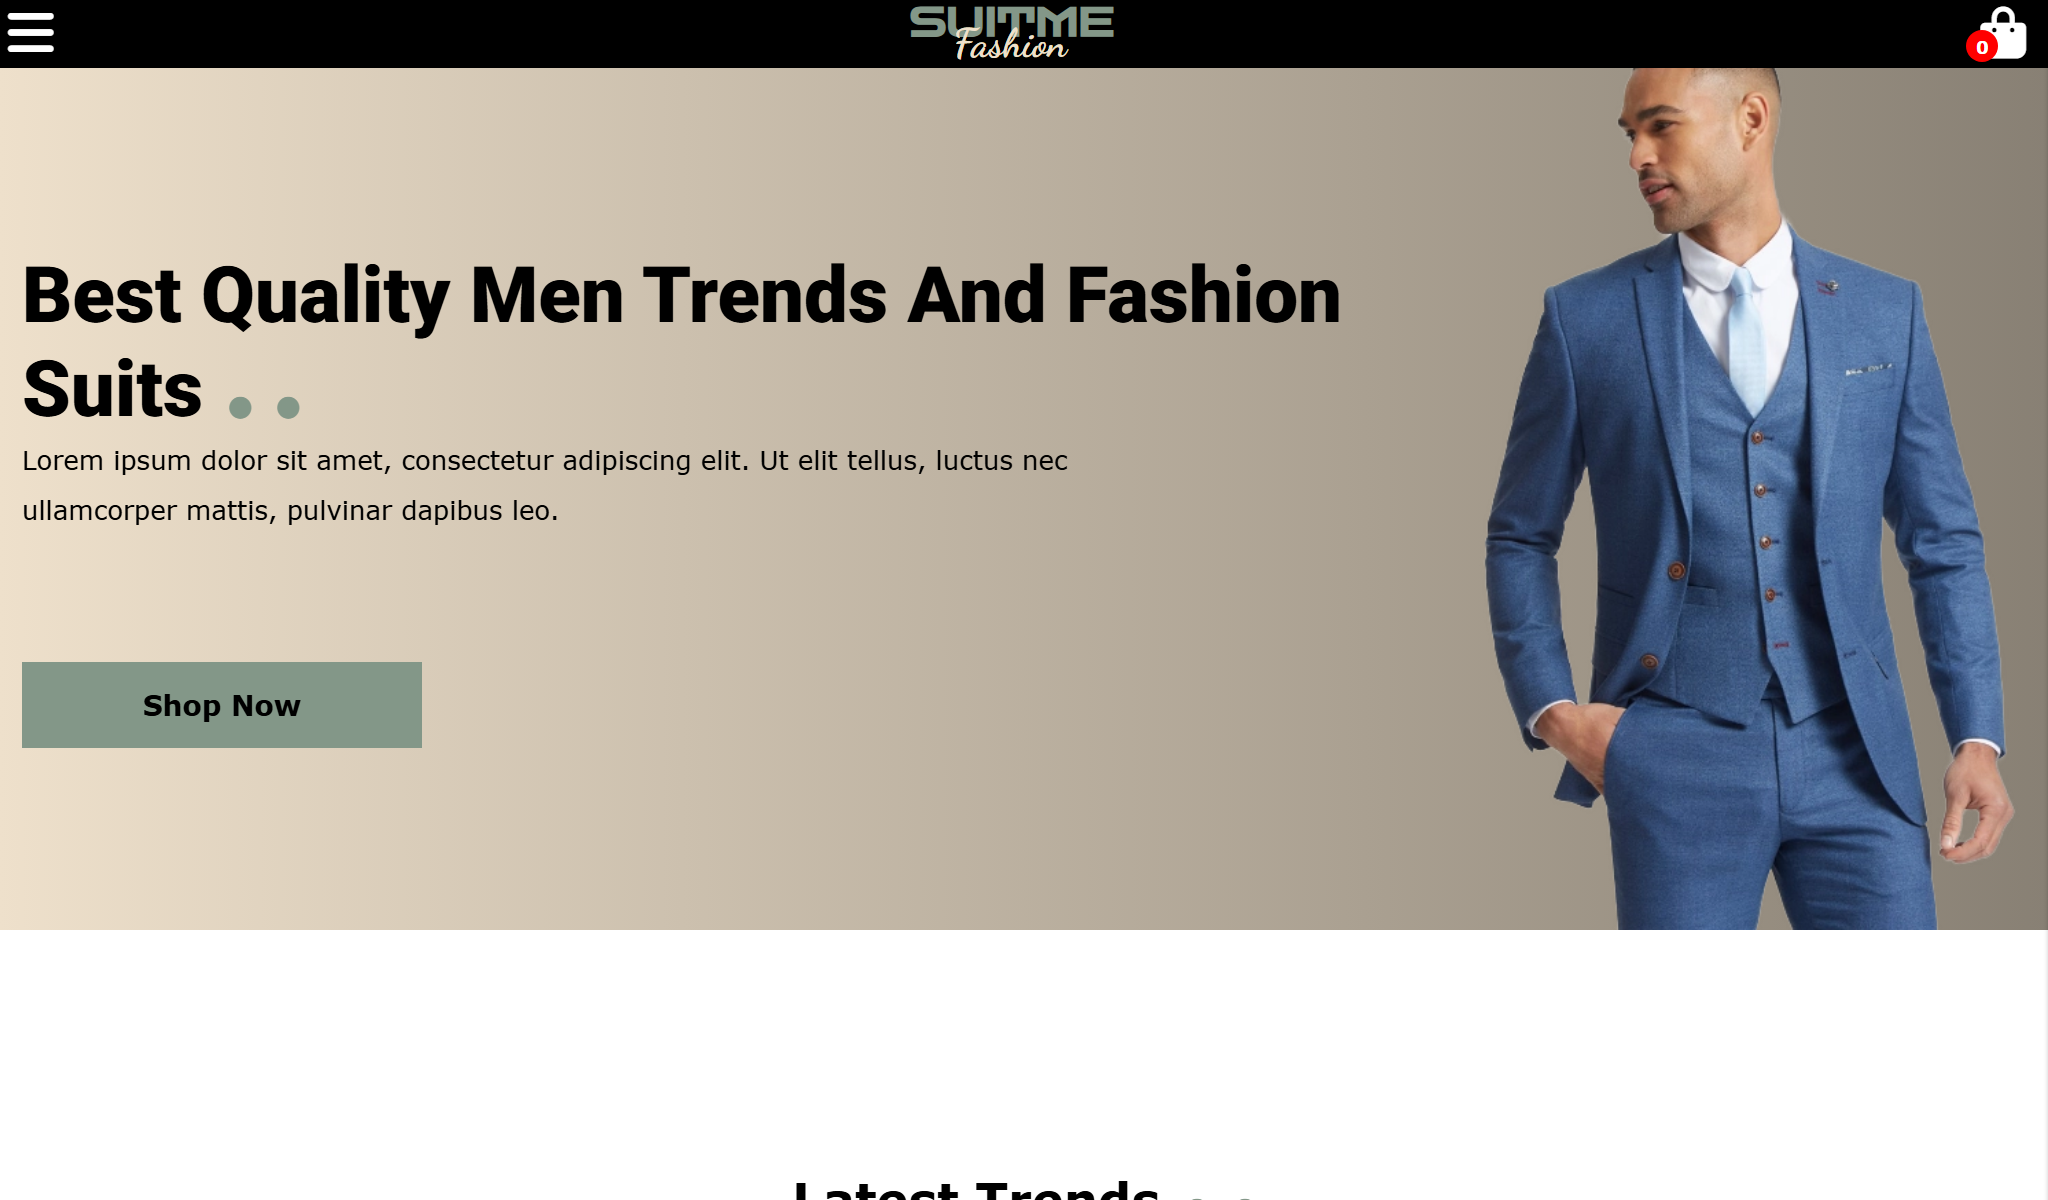 SUITME
Fashion
0
Best Quality Men Trends And Fashion
Suits . .
Lorem ipsum dolor sit amet, consectetur adipiscing elit. Ut elit tellus, luctus nec
ullamcorper mattis, pulvinar dapibus leo.
Shop Now
Latest Trends . .